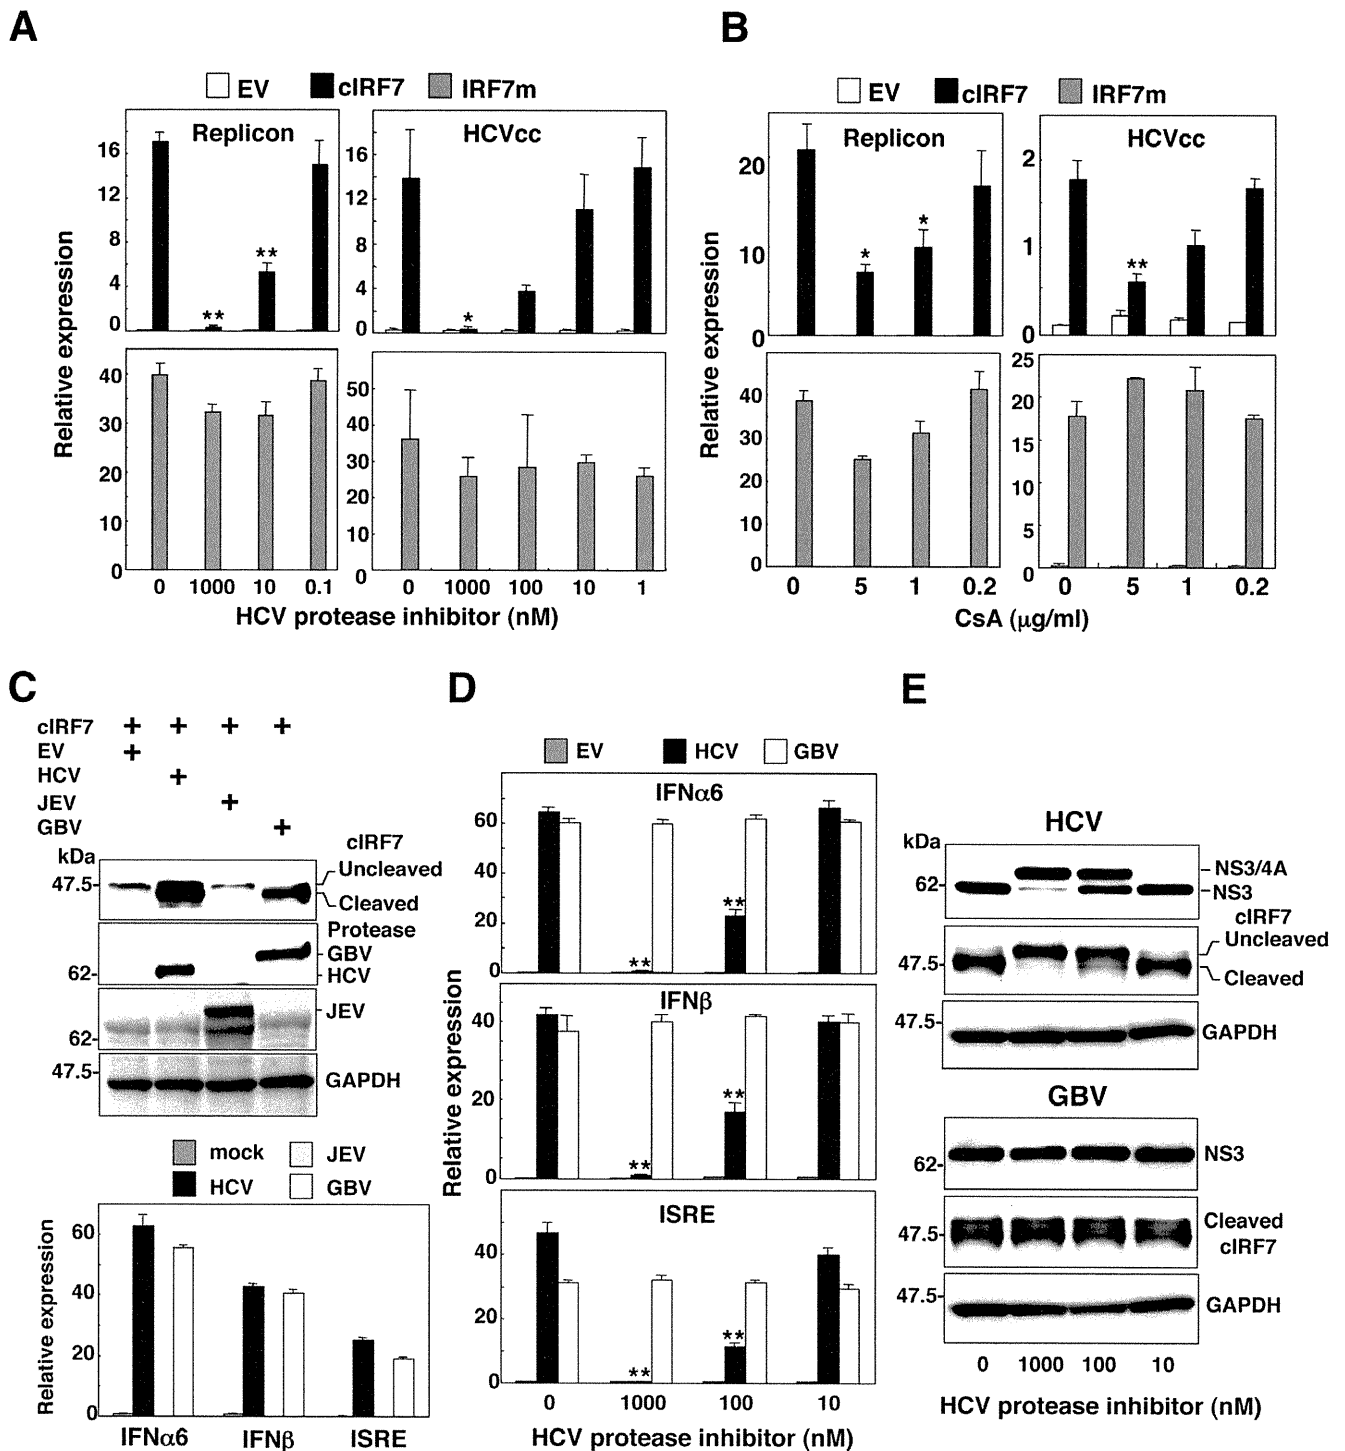 A
EV cIRF7 IRF7m
Replicon
HCVcc
16
12
8
4
0
16
12
8
4
0
** **
*
Relative expression
40
30
20
10
0
50
40
30
20
10
0
0 1000 10 0.1
0 1000 100 10 1
HCV protease inhibitor (nM)
B
EV cIRF7 IRF7m
Replicon
HCVcc
20
10
0
2
1
0
* *
**
Relative expression
40
30
20
10
0
25
20
15
10
5
0
0 5 1 0.2
0 5 1 0.2
CsA (μg/ml)
C
cIRF7 + + + +
EV +
HCV +
JEV +
GBV +
kDa
cIRF7
47.5-
Uncleaved
Cleaved
Protease
GBV
62-
HCV
JEV
62-
47.5-
GAPDH
mock JEV
HCV GBV
Relative expression
60
40
20
0
IFNα6 IFNβ ISRE
D
EV HCV GBV
IFNα6
60
40
20
0
** **
IFNβ
40
20
0
** **
ISRE
40
20
0
** **
Relative expression
0 1000 100 10
HCV protease inhibitor (nM)
E
HCV
kDa
62-
NS3/4A
NS3
cIRF7
Uncleaved
47.5-
Cleaved
47.5-
GAPDH
GBV
NS3
62-
Cleaved
cIRF7
47.5-
47.5-
GAPDH
0 1000 100 10
HCV protease inhibitor (nM)